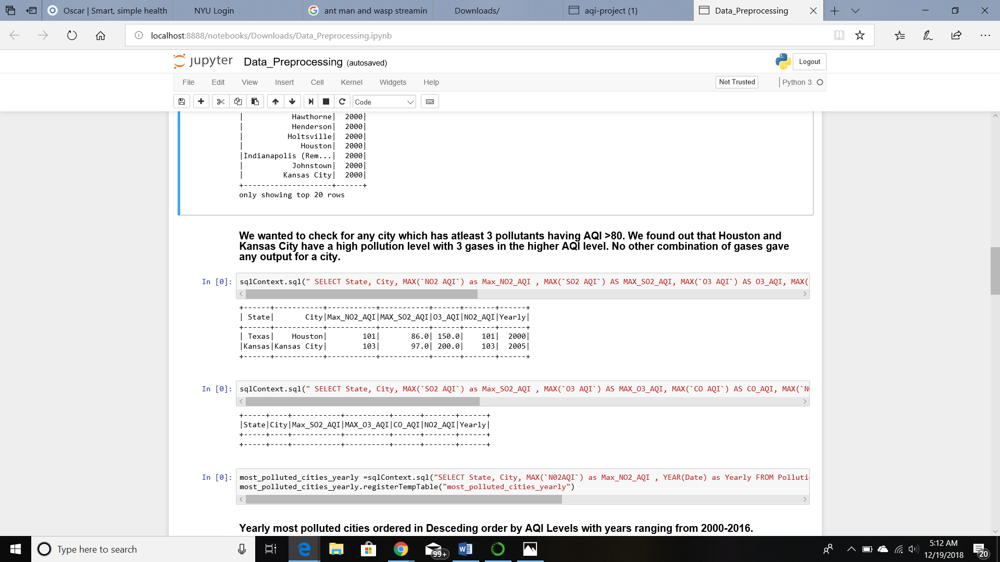 Oscar | Smart, simple health
NYU Login
ant man and wasp streamin
Downloads/
aqi-project (1)
Data_Preprocessing
localhost:8888/notebooks/Downloads/Data_Preprocessing.ipynb
jupyter Data_Preprocessing (autosaved)
Logout
File Edit View Insert Cell Kernel Widgets Help
Not Trusted
Python 3
Code
| Hawthorne| 2000|
| Henderson| 2000|
| Holtsville| 2000|
| Houston| 2000|
|Indianapolis (Rem...| 2000|
| Johnstown| 2000|
| Kansas City| 2000|
+--------------------+------+
only showing top 20 rows
We wanted to check for any city which has atleast 3 pollutants having AQI >80. We found out that Houston and
Kansas City have a high pollution level with 3 gases in the higher AQI level. No other combination of gases gave
any output for a city.
In [0]: sqlContext.sql(" SELECT State, City, MAX(`NO2 AQI`) as Max_NO2_AQI , MAX(`SO2 AQI`) AS MAX_SO2_AQI, MAX(`O3 AQI`) AS O3_AQI, MAX(
+------+-----------+-----------+-----------+------+-------+------+
| State| City|Max_NO2_AQI|MAX_SO2_AQI|O3_AQI|NO2_AQI|Yearly|
+------+-----------+-----------+-----------+------+-------+------+
| Texas| Houston| 101| 86.0| 150.0| 101| 2000|
|Kansas|Kansas City| 103| 97.0| 200.0| 103| 2005|
+------+-----------+-----------+-----------+------+-------+------+
In [0]: sqlContext.sql(" SELECT State, City, MAX(`SO2 AQI`) as Max_SO2_AQI , MAX(`O3 AQI`) AS MAX_O3_AQI, MAX(`CO AQI`) AS CO_AQI, MAX(`N
+-----+----+-----------+----------+------+-------+------+
|State|City|Max_SO2_AQI|MAX_O3_AQI|CO_AQI|NO2_AQI|Yearly|
+-----+----+-----------+----------+------+-------+------+
+-----+----+-----------+----------+------+-------+------+
In [0]: most_polluted_cities_yearly =sqlContext.sql("SELECT State, City, MAX(`N02AQI`) as Max_NO2_AQI , YEAR(Date) as Yearly FROM Polluti
most_polluted_cities_yearly.registerTempTable("most_polluted_cities_yearly")
Yearly most polluted cities ordered in Desceding order by AQI Levels with years ranging from 2000-2016.
Type here to search
99+
5:12 AM
12/19/2018
20